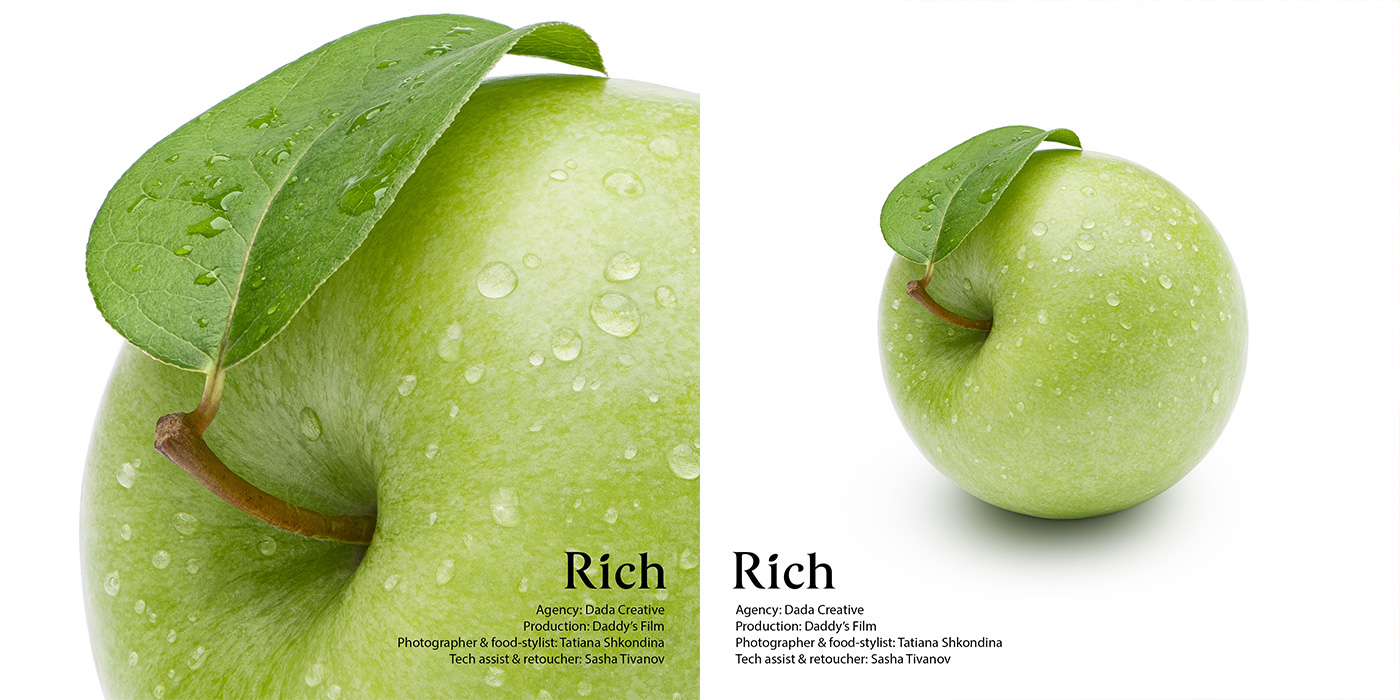 Rich
Agency: Dada Creative
Production: Daddy’s Film
Photographer & food-stylist: Tatiana Shkondina
Tech assist & retoucher: Sasha Tivanov
Rich
Agency: Dada Creative
Production: Daddy’s Film
Photographer & food-stylist: Tatiana Shkondina
Tech assist & retoucher: Sasha Tivanov